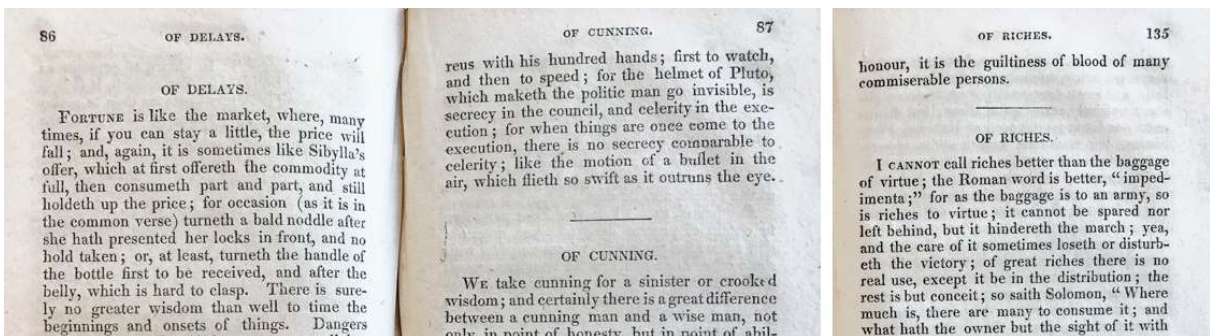 86
OF DELAYS.
OF DELAYS.
FORTUNE is like the market, where, many
times, if you can stay a little, the price will
fall; and, again, it is sometimes like Sibylla's
offer, which at first offereth the commodity at
full, then consumeth part and part, and still
holdeth up the price; for occasion (as it is in
the common verse) turneth a bald noddle after
she hath presented her locks in front, and no
hold taken; or, at least, turneth the handle of
the bottle first to be received, and after the
belly, which is hard to clasp. There is sure-
ly no greater wisdom than well to time the
beginnings and onsets of things. Dangers
OF CUNNING.
87
reus with his hundred hands; first to watch,
and then to speed; for the helmet of Pluto,
which maketh the politic man go invisible, is
secrecy in the council, and celerity in the exe-
cution; for when things are once come to the
execution, there is no secrecy comparable to
celerity; like the motion of a bullet in the
air, which flieth so swift as it outruns the eye.
OF CUNNING.
WE take cunning for a sinister or crooked
wisdom; and certainly there is a great difference
between a cunning man and a wise man, not
only in point of honesty, but in point of abil-
OF RICHES.
135
honour, it is the guiltiness of blood of many
commiserable persons.
OF RICHES.
I CANNOT call riches better than the baggage
of virtue; the Roman word is better, "imped-
imenta;" for as the baggage is to an army, so
is riches to virtue; it cannot be spared nor
left behind, but it hindereth the march; yea,
and the care of it sometimes loseth or disturb-
eth the victory; of great riches there is no
real use, except it be in the distribution; the
rest is but conceit; so saith Solomon, "Where
much is, there are many to consume it; and
what hath the owner but the sight of it with